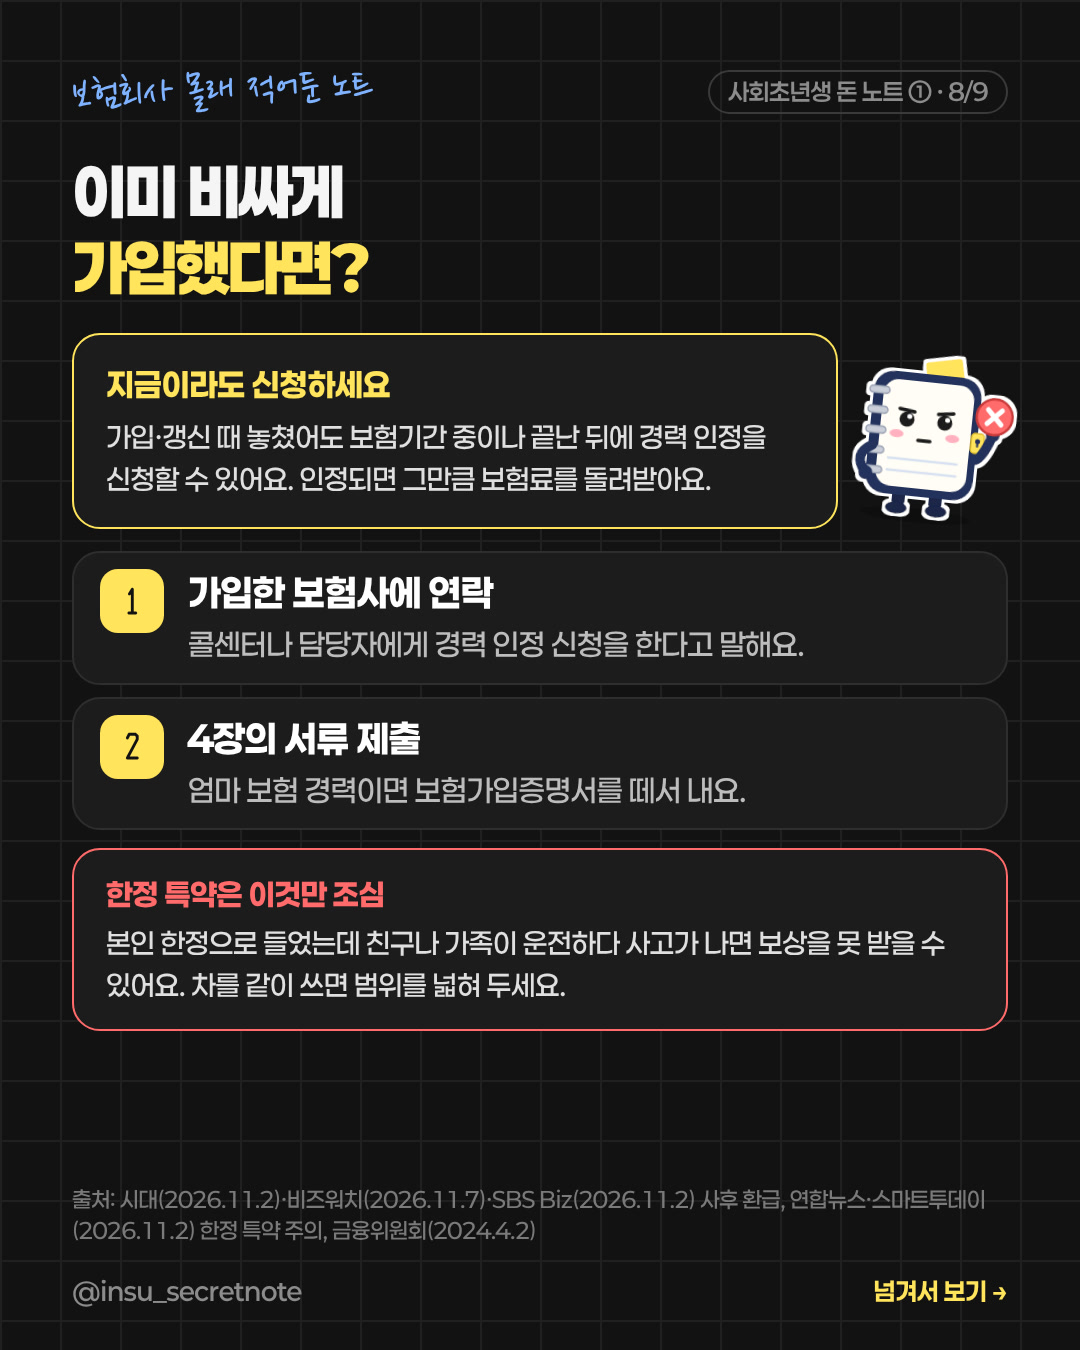 보험회사 몰래 적어둔 노트
사회초년생 돈 노트 ① · 8/9
이미 비싸게
가입했다면?
지금이라도 신청하세요
가입·갱신 때 놓쳤어도 보험기간 중이나 끝난 뒤에 경력 인정을
신청할 수 있어요. 인정되면 그만큼 보험료를 돌려받아요.
1
가입한 보험사에 연락
콜센터나 담당자에게 경력 인정 신청을 한다고 말해요.
2
4장의 서류 제출
엄마 보험 경력이면 보험가입증명서를 떼서 내요.
한정 특약은 이것만 조심
본인 한정으로 들었는데 친구나 가족이 운전하다 사고가 나면 보상을 못 받을 수
있어요. 차를 같이 쓰면 범위를 넓혀 두세요.
출처: 시대(2026.11.2)·비즈워치(2026.11.7)·SBS Biz(2026.11.2) 사후 환급, 연합뉴스·스마트투데이
(2026.11.2) 한정 특약 주의, 금융위원회(2024.4.2)
@insu_secretnote
넘겨서 보기 →